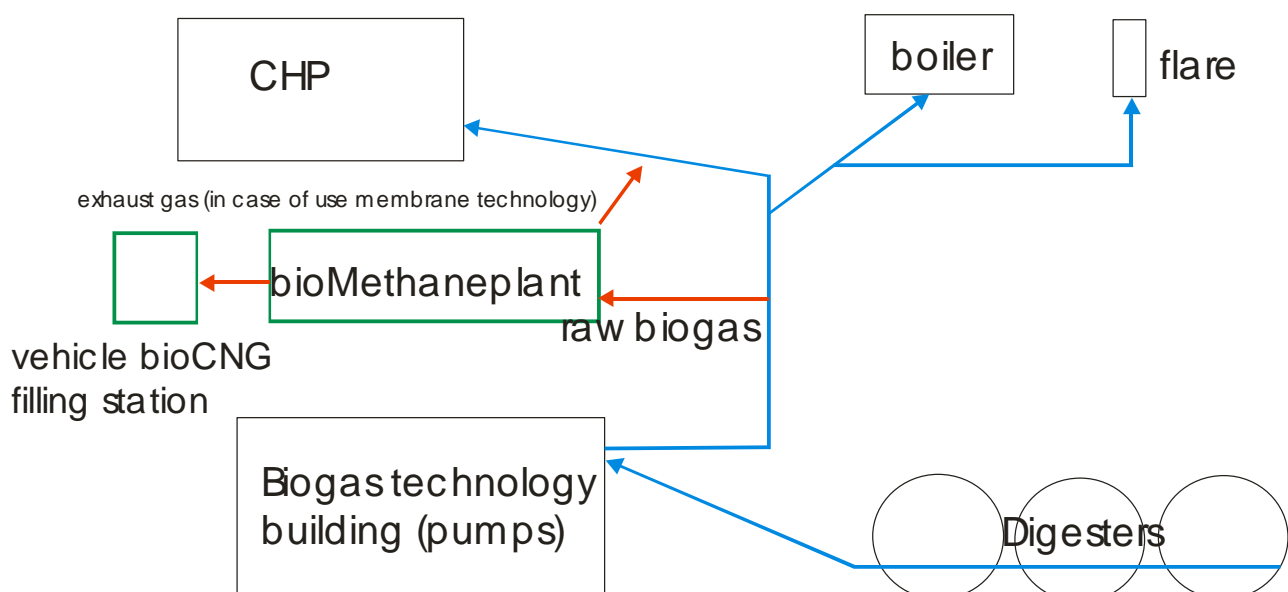 CHP
boiler
flare
exhaust gas (in case of use membrane technology)
bioMethaneplant
raw biogas
vehicle bioCNG
filling station
Biogas technology
building (pumps)
Digesters